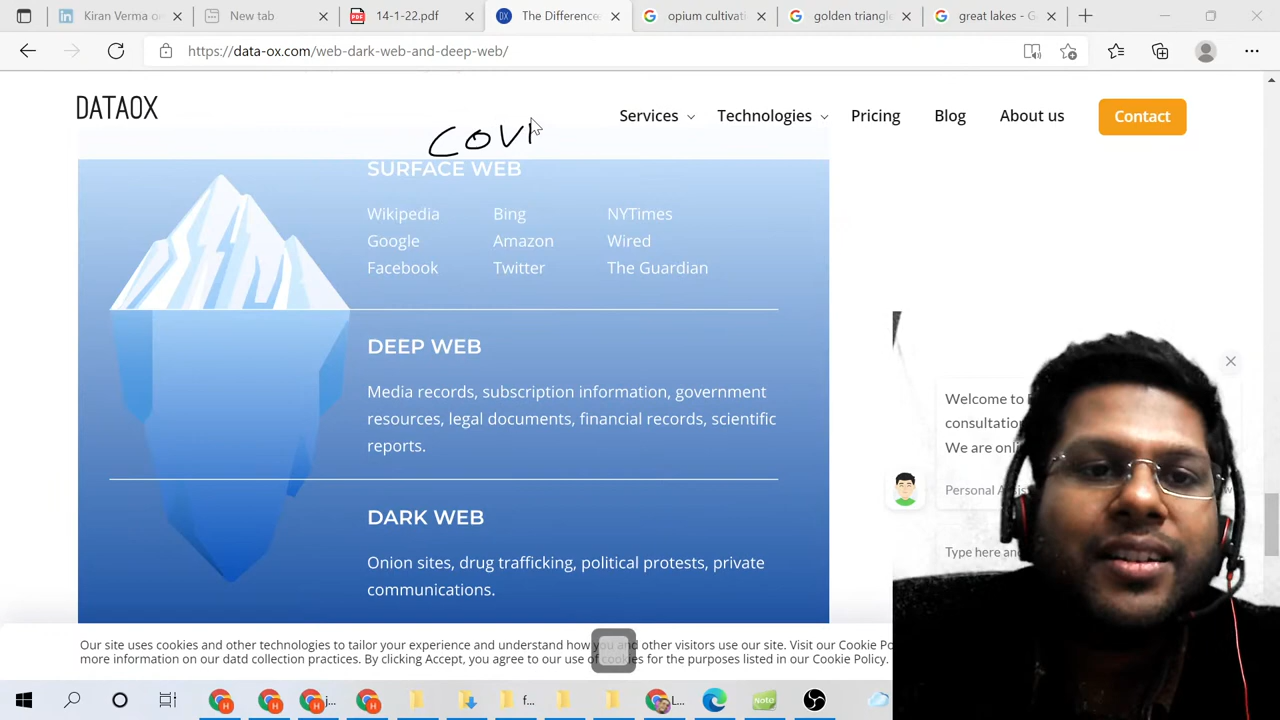 Kiran Verma o
New tab
14-1-22.pdf
The Difference
opium cultivati
golden triangle
great lakes - G
https://data-ox.com/web-dark-web-and-deep-web/
DATAOX
Services
Technologies
Pricing
Blog
About us
Contact
COVI
SURFACE WEB
Wikipedia Bing NYTimes
Google Amazon Wired
Facebook Twitter The Guardian
DEEP WEB
Media records, subscription information, government
resources, legal documents, financial records, scientific
reports.
DARK WEB
Onion sites, drug trafficking, political protests, private
communications.
Welcome to
consultation
We are onli
Personal
Type here and
Our site uses cookies and other technologies to tailor your experience and understand how you and other visitors use our site. Visit our Cookie Po
more information on our datd collection practices. By clicking Accept, you agree to our use of cookies for the purposes listed in our Cookie Policy.